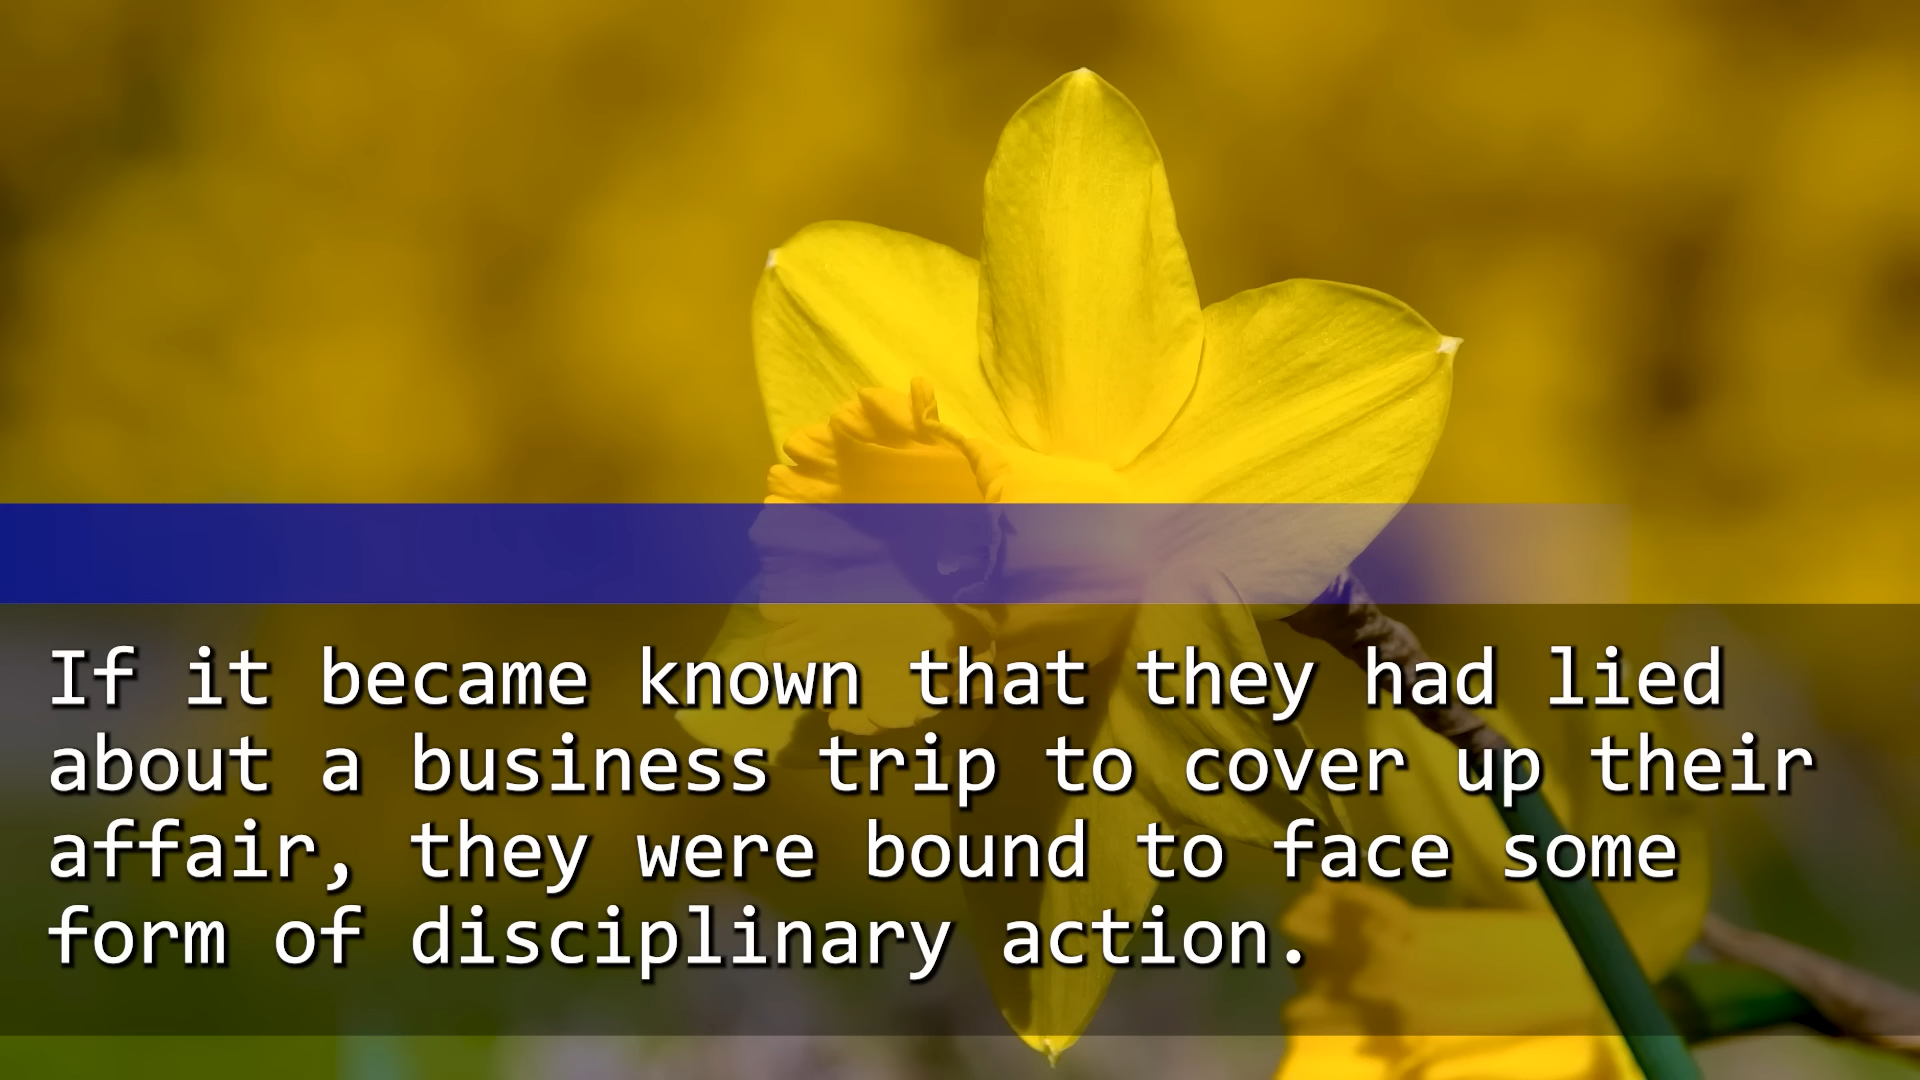 If it became known that they had lied
about a business trip to cover up their
affair, they were bound to face some
form of disciplinary action.